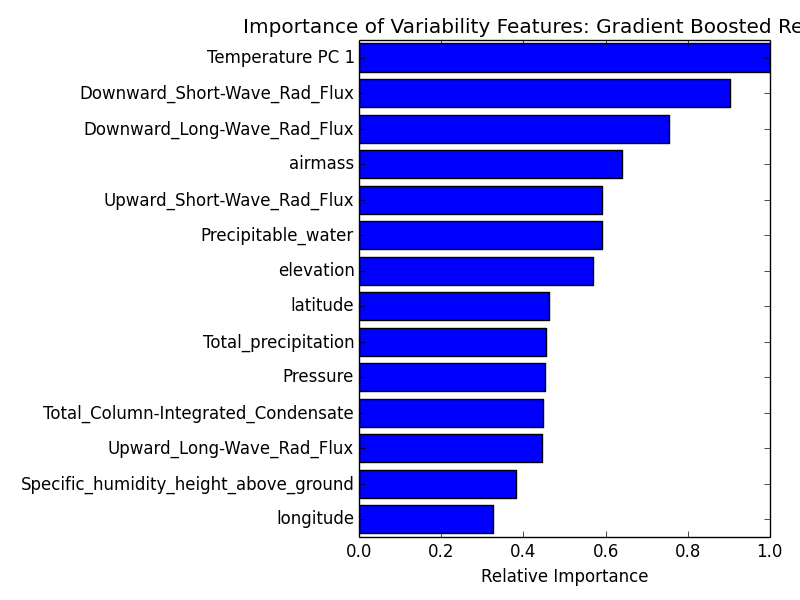 Importance of Variability Features: Gradient Boosted Re
Temperature PC 1
Downward_Short-Wave_Rad_Flux
Downward_Long-Wave_Rad_Flux
airmass
Upward_Short-Wave_Rad_Flux
Precipitable_water
elevation
latitude
Total_precipitation
Pressure
Total_Column-Integrated_Condensate
Upward_Long-Wave_Rad_Flux
Specific_humidity_height_above_ground
longitude
0.0 0.2 0.4 0.6 0.8 1.0
Relative Importance